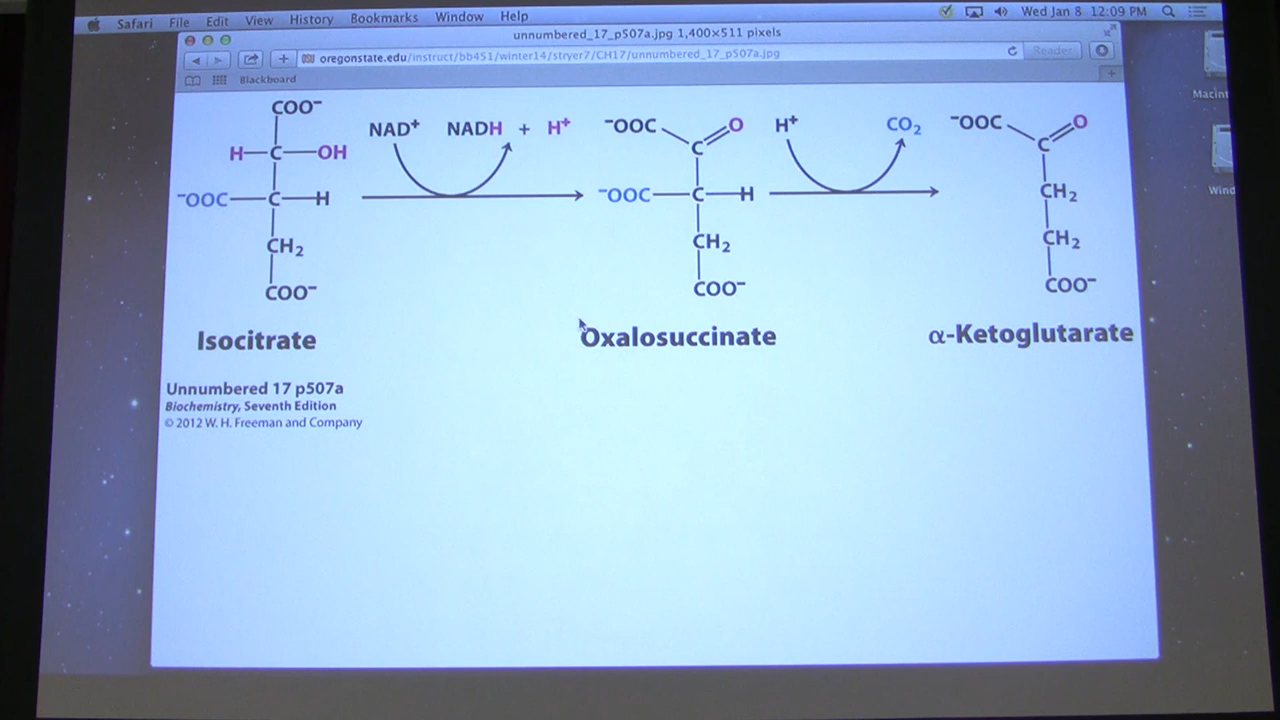 Safari File Edit View History Bookmarks Window Help Wed Jan 8 12:09 PM
unnumbered_17_p507a.jpg 1,400×511 pixels
oregonstate.edu/instruct/bb451/winter14/stryer7/CH17/unnumbered_17_p507a.jpg Reader
Blackboard
Macint
Wind
COO⁻
H—C—OH
⁻OOC—C—H
CH₂
COO⁻
Isocitrate
NAD⁺ NADH + H⁺
⁻OOC O
C
⁻OOC—C—H
CH₂
COO⁻
Oxalosuccinate
H⁺ CO₂
⁻OOC O
C
CH₂
CH₂
COO⁻
α-Ketoglutarate
Unnumbered 17 p507a
Biochemistry, Seventh Edition
© 2012 W. H. Freeman and Company